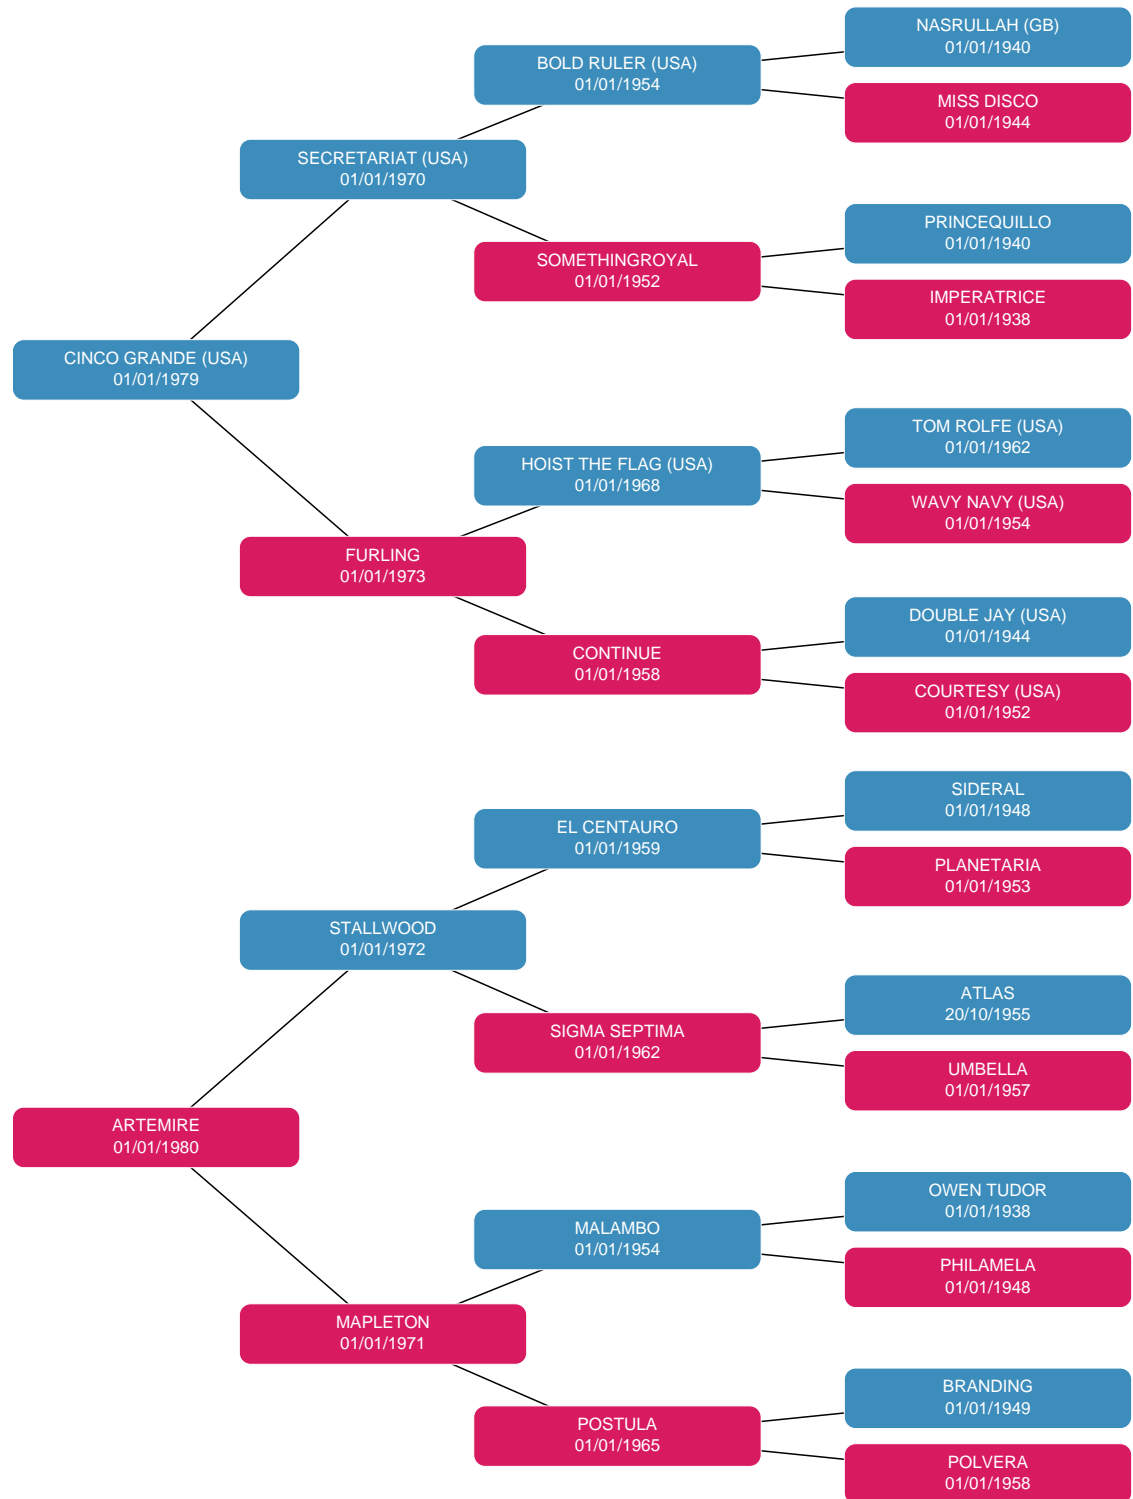 NASRULLAH (GB)
01/01/1940
BOLD RULER (USA)
01/01/1954
MISS DISCO
01/01/1944
SECRETARIAT (USA)
01/01/1970
PRINCEQUILLO
01/01/1940
SOMETHINGROYAL
01/01/1952
IMPERATRICE
01/01/1938
CINCO GRANDE (USA)
01/01/1979
TOM ROLFE (USA)
01/01/1962
HOIST THE FLAG (USA)
01/01/1968
WAVY NAVY (USA)
01/01/1954
FURLING
01/01/1973
DOUBLE JAY (USA)
01/01/1944
CONTINUE
01/01/1958
COURTESY (USA)
01/01/1952
SIDERAL
01/01/1948
EL CENTAURO
01/01/1959
PLANETARIA
01/01/1953
STALLWOOD
01/01/1972
ATLAS
20/10/1955
SIGMA SEPTIMA
01/01/1962
UMBELLA
01/01/1957
ARTEMIRE
01/01/1980
OWEN TUDOR
01/01/1938
MALAMBO
01/01/1954
PHILAMELA
01/01/1948
MAPLETON
01/01/1971
BRANDING
01/01/1949
POSTULA
01/01/1965
POLVERA
01/01/1958